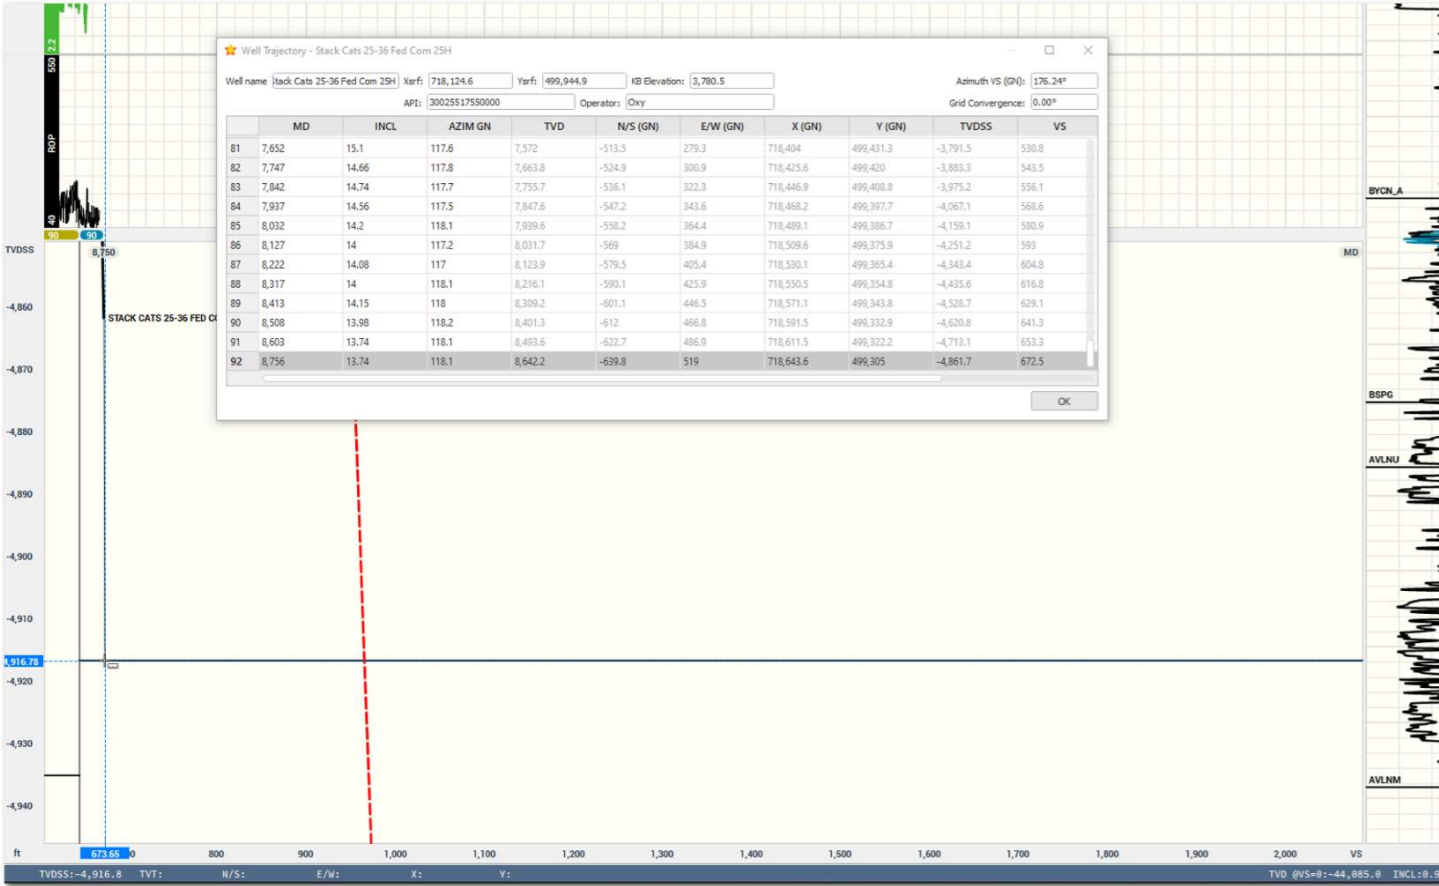 2.2
550
ROP
40
90 90
Well Trajectory - Stack Cats 25-36 Fed Com 25H
Well name tack Cats 25-36 Fed Com 25H Xsrf: 718,124.6 Ysrf: 499,944.9 KB Elevation: 3,780.5 Azimuth VS (GN): 176.24°
API: 30025517550000 Operator: Oxy Grid Convergence: 0.00°
MD INCL AZIM GN TVD N/S (GN) E/W (GN) X (GN) Y (GN) TVDSS VS
81 7,652 15.1 117.6 7,572 -513.5 279.3 718,404 499,431.3 -3,791.5 530.8
82 7,747 14.66 117.8 7,663.8 -524.9 300.9 718,425.6 499,420 -3,883.3 543.5
83 7,842 14.74 117.7 7,755.7 -536.1 322.3 718,446.9 499,408.8 -3,975.2 556.1
84 7,937 14.56 117.5 7,847.6 -547.2 343.6 718,468.2 499,397.7 -4,067.1 568.6
85 8,032 14.2 118.1 7,939.6 -558.2 364.4 718,489.1 499,386.7 -4,159.1 580.9
86 8,127 14 117.2 8,031.7 -569 384.9 718,509.6 499,375.9 -4,251.2 593
87 8,222 14.08 117 8,123.9 -579.5 405.4 718,530.1 499,365.4 -4,343.4 604.8
88 8,317 14 118.1 8,216.1 -590.1 425.9 718,550.5 499,354.8 -4,435.6 616.8
89 8,413 14.15 118 8,309.2 -601.1 446.5 718,571.1 499,343.8 -4,528.7 629.1
90 8,508 13.98 118.2 8,401.3 -612 466.8 718,591.5 499,332.9 -4,620.8 641.3
91 8,603 13.74 118.1 8,493.6 -622.7 486.9 718,611.5 499,322.2 -4,713.1 653.3
92 8,756 13.74 118.1 8,642.2 -639.8 519 718,643.6 499,305 -4,861.7 672.5
OK
TVDSS
8,750
MD
STACK CATS 25-36 FED C
-4,860
-4,870
-4,880
-4,890
-4,900
-4,910
4,916.78
-4,920
-4,930
-4,940
BYCN_A
BSPG
AVLNU
AVLNM
ft 673.65 0 800 900 1,000 1,100 1,200 1,300 1,400 1,500 1,600 1,700 1,800 1,900 2,000 VS
TVDSS:-4,916.8 TVT: N/S: E/W: X: Y: TVD @VS=0:-44,085.0 INCL:0.9